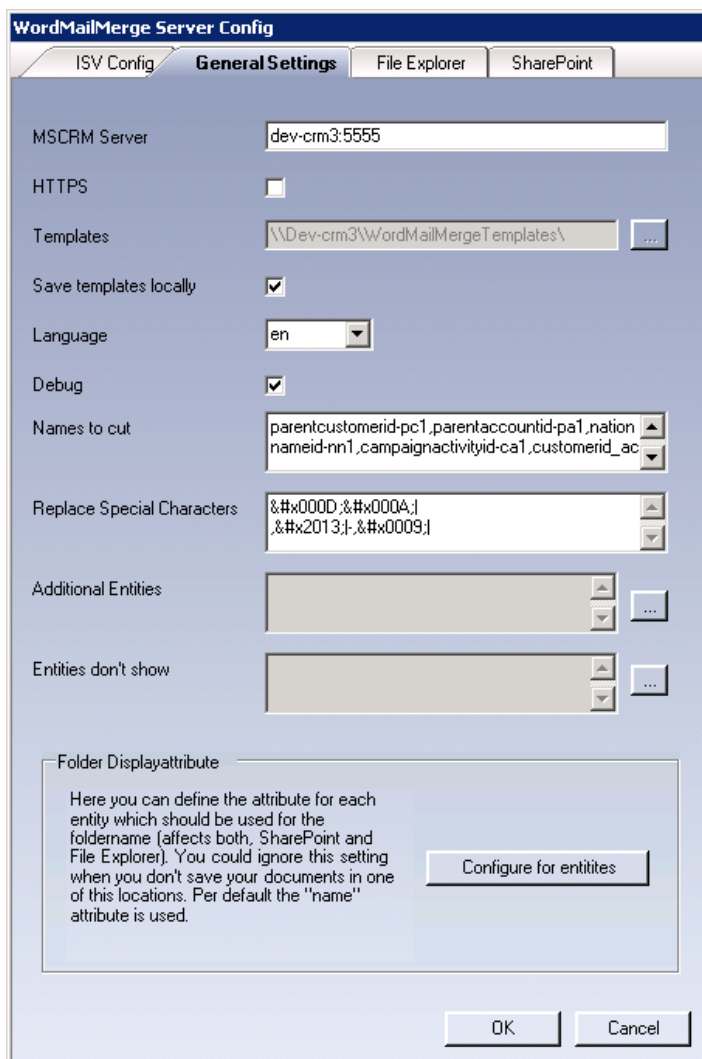 WordMailMerge Server Config
ISV Config General Settings File Explorer SharePoint
MSCRM Server dev-crm3:5555
HTTPS
Templates \\Dev-crm3\WordMailMergeTemplates\ ...
Save templates locally
Language en
Debug
Names to cut parentcustomerid-pc1,parentaccountid-pa1,nation
nameid-nn1,campaignactivityid-ca1,customerid_ac
Replace Special Characters &#x000D;&#x000A;|
,&#x2013;|-,&#x0009;|
Additional Entities ...
Entities don't show ...
Folder Displayattribute
Here you can define the attribute for each
entity which should be used for the
foldername (affects both, SharePoint and
File Explorer). You could ignore this setting
when you don't save your documents in one
of this locations. Per default the "name"
attribute is used.
Configure for entitites
OK Cancel